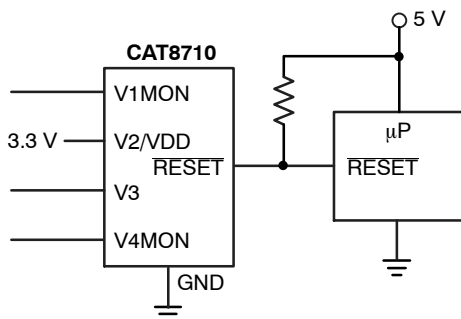 5 V
CAT8710
V1MON
μP
3.3 V
V2/VDD
RESET
RESET
V3
V4MON
GND